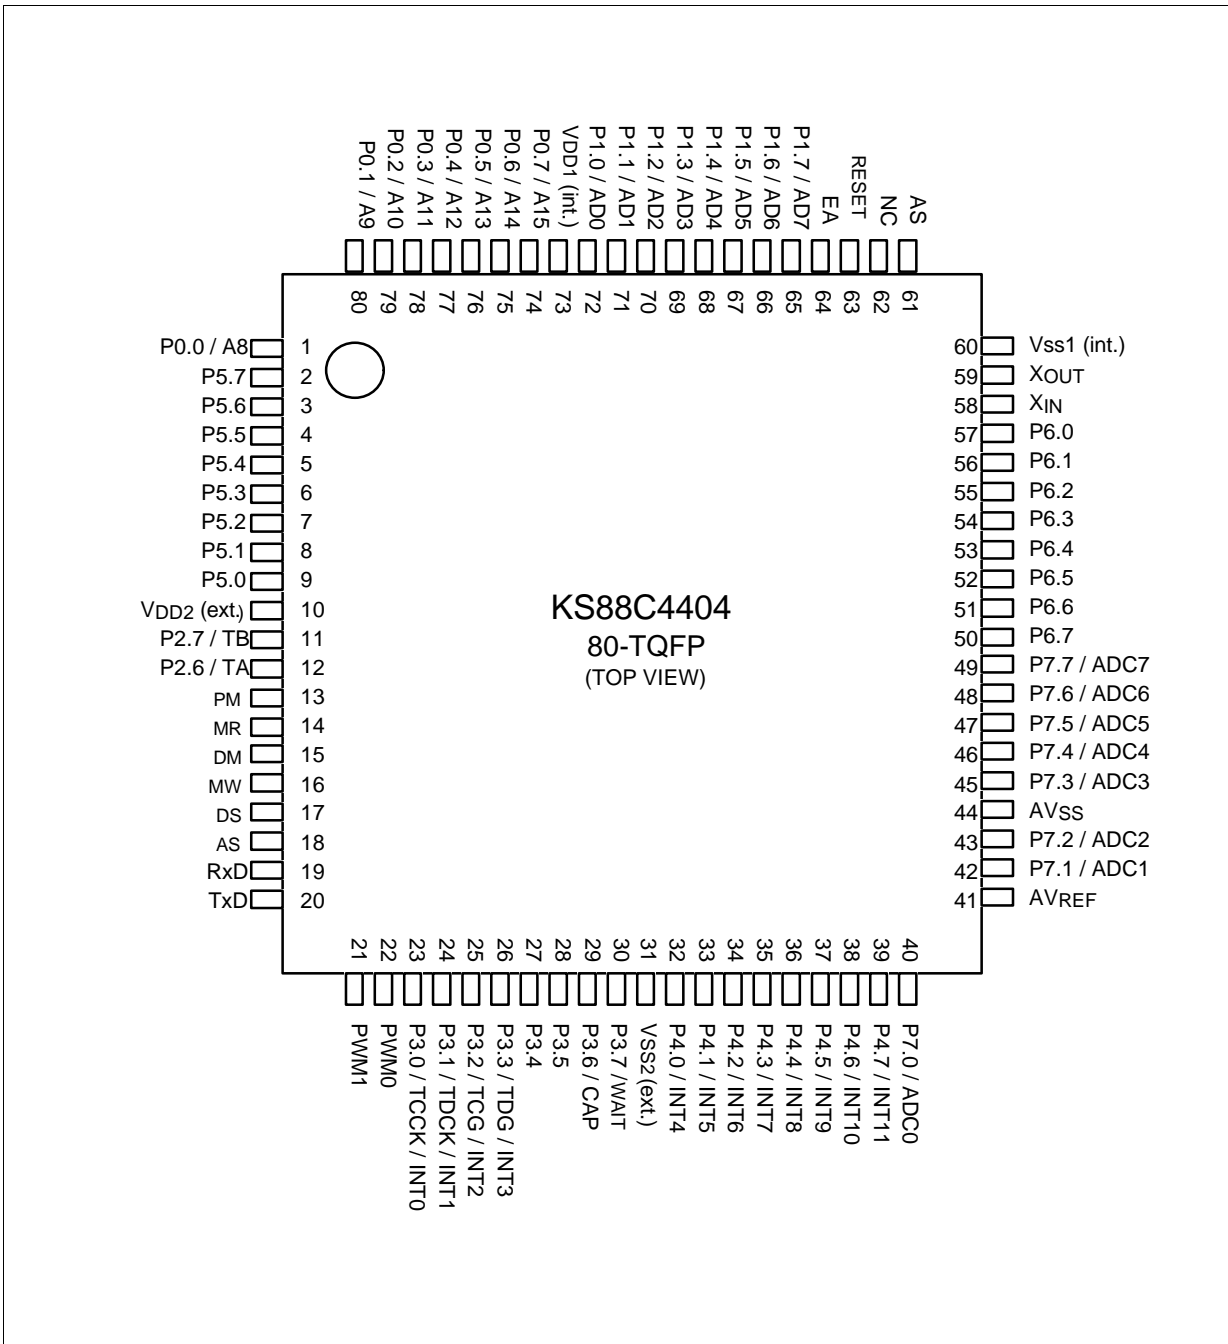 P0.1 / A9
P0.2 / A10
P0.3 / A11
P0.4 / A12
P0.5 / A13
P0.6 / A14
P0.7 / A15
VDD1 (int.)
P1.0 / AD0
P1.1 / AD1
P1.2 / AD2
P1.3 / AD3
P1.4 / AD4
P1.5 / AD5
P1.6 / AD6
P1.7 / AD7
EA
RESET
NC
AS
80
79
78
77
76
75
74
73
72
71
70
69
68
67
66
65
64
63
62
61
P0.0 / A8 1
P5.7 2
P5.6 3
P5.5 4
P5.4 5
P5.3 6
P5.2 7
P5.1 8
P5.0 9
VDD2 (ext.) 10
P2.7 / TB 11
P2.6 / TA 12
PM 13
MR 14
DM 15
MW 16
DS 17
AS 18
RxD 19
TxD 20
KS88C4404
80-TQFP
(TOP VIEW)
60 Vss1 (int.)
59 XOUT
58 XIN
57 P6.0
56 P6.1
55 P6.2
54 P6.3
53 P6.4
52 P6.5
51 P6.6
50 P6.7
49 P7.7 / ADC7
48 P7.6 / ADC6
47 P7.5 / ADC5
46 P7.4 / ADC4
45 P7.3 / ADC3
44 AVSS
43 P7.2 / ADC2
42 P7.1 / ADC1
41 AVREF
21
22
23
24
25
26
27
28
29
30
31
32
33
34
35
36
37
38
39
40
PWM1
PWM0
P3.0 / TCCK / INT0
P3.1 / TDCK / INT1
P3.2 / TCG / INT2
P3.3 / TDG / INT3
P3.4
P3.5
P3.6 / CAP
P3.7 /WAIT
VSS2 (ext.)
P4.0 / INT4
P4.1 / INT5
P4.2 / INT6
P4.3 / INT7
P4.4 / INT8
P4.5 / INT9
P4.6 / INT10
P4.7 / INT11
P7.0 / ADC0